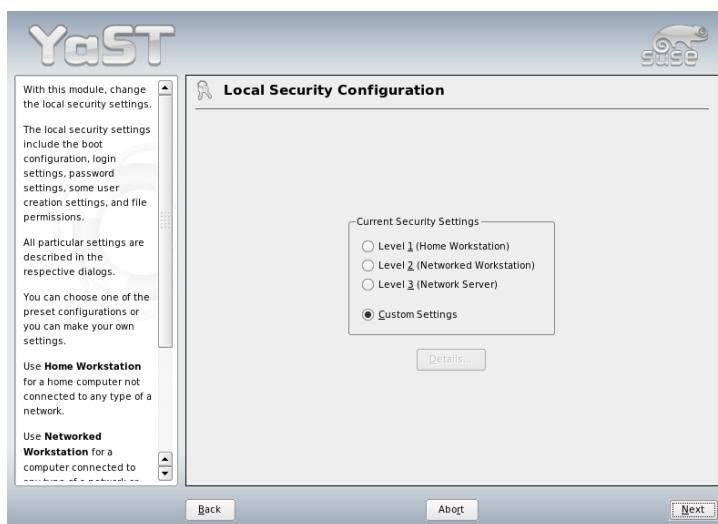 YaST
SUSE
With this module, change
the local security settings.
The local security settings
include the boot
configuration, login
settings, password
settings, some user
creation settings, and file
permissions.
All particular settings are
described in the
respective dialogs.
You can choose one of the
preset configurations or
you can make your own
settings.
Use Home Workstation
for a home computer not
connected to any type of a
network.
Use Networked
Workstation for a
computer connected to
any type of a network or
Local Security Configuration
Current Security Settings
Level 1 (Home Workstation)
Level 2 (Networked Workstation)
Level 3 (Network Server)
Custom Settings
Details...
Back
Abort
Next